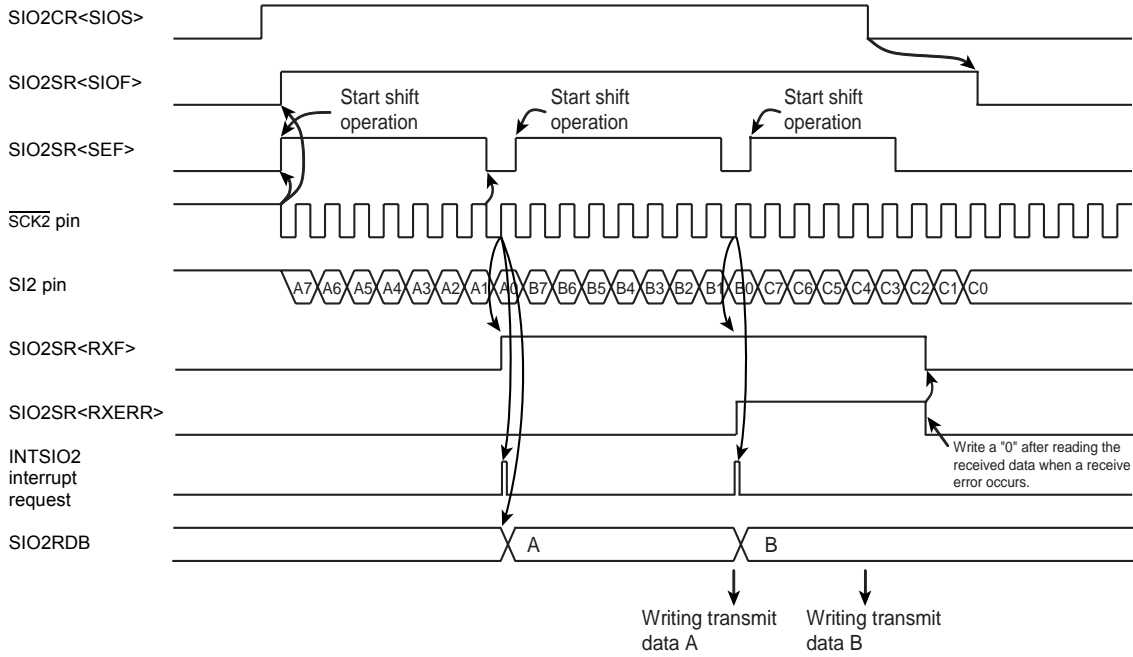 SIO2CR<SIOS>
SIO2SR<SIOF>
Start shift
operation
Start shift
operation
Start shift
operation
SIO2SR<SEF>
SCK2 pin
SI2 pin
A7 A6 A5 A4 A3 A2 A1 A0 B7 B6 B5 B4 B3 B2 B1 B0 C7 C6 C5 C4 C3 C2 C1 C0
SIO2SR<RXF>
SIO2SR<RXERR>
Write a "0" after reading the
received data when a receive
error occurs.
INTSIO2
interrupt
request
SIO2RDB
A
B
Writing transmit
data A
Writing transmit
data B